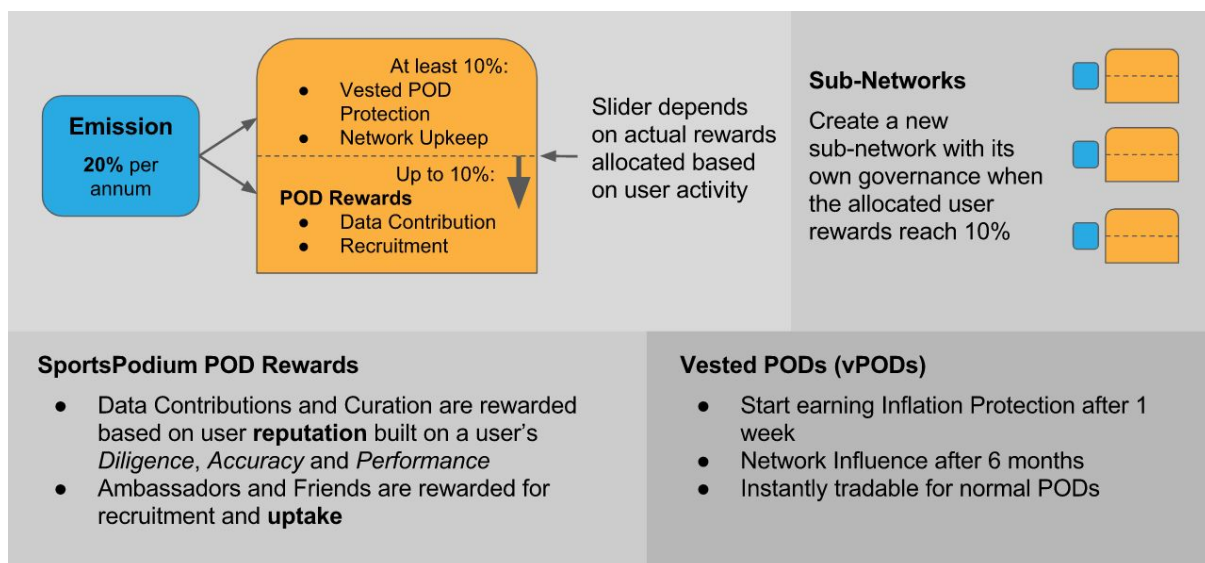 Emission
20% per
annum
At least 10%:
● Vested POD
Protection
● Network Upkeep
Up to 10%:
POD Rewards
● Data Contribution
● Recruitment
Slider depends
on actual rewards
allocated based
on user activity
Sub-Networks
Create a new
sub-network with its
own governance when
the allocated user
rewards reach 10%
SportsPodium POD Rewards
● Data Contributions and Curation are rewarded
based on user reputation built on a user's
Diligence, Accuracy and Performance
● Ambassadors and Friends are rewarded for
recruitment and uptake
Vested PODs (vPODs)
● Start earning Inflation Protection after 1
week
● Network Influence after 6 months
● Instantly tradable for normal PODs